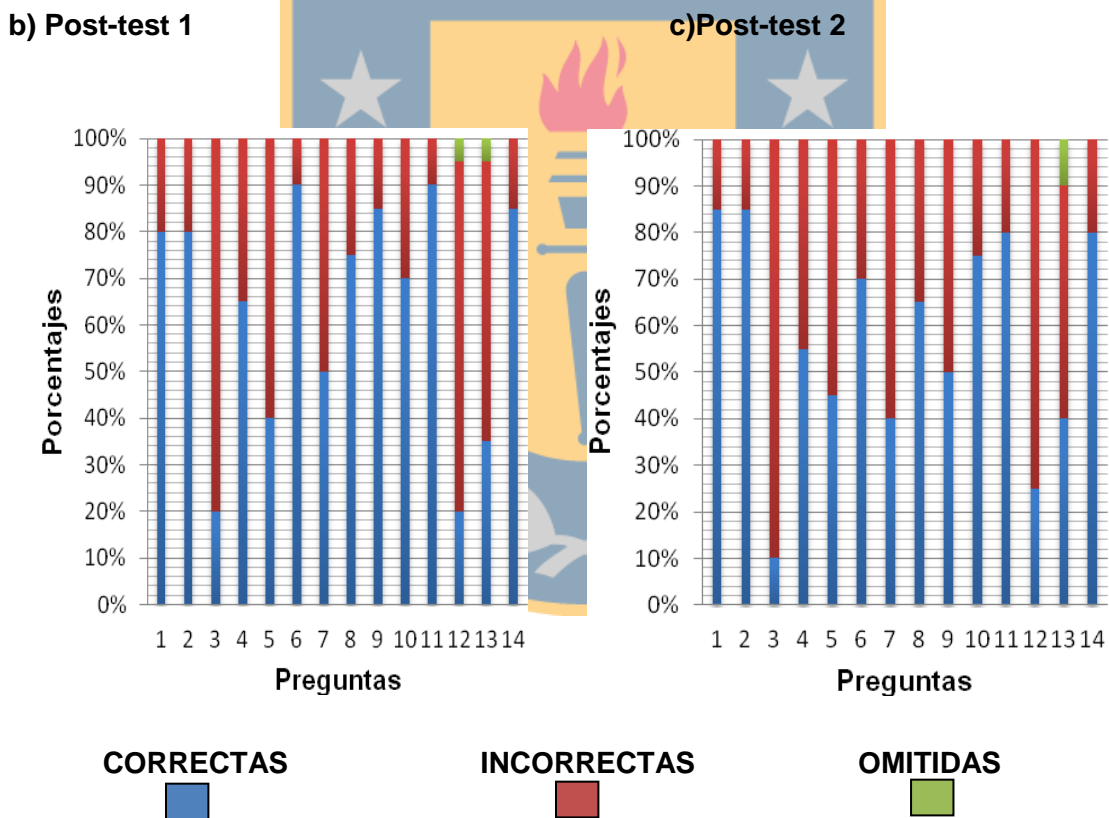 b) Post-test 1
c)Post-test 2
100%
90%
80%
70%
60%
50%
40%
30%
20%
10%
0%
Porcentajes
1 2 3 4 5 6 7 8 9 10 11 12 13 14
Preguntas
100%
90%
80%
70%
60%
50%
40%
30%
20%
10%
0%
Porcentajes
1 2 3 4 5 6 7 8 9 10 11 12 13 14
Preguntas
CORRECTAS
INCORRECTAS
OMITIDAS